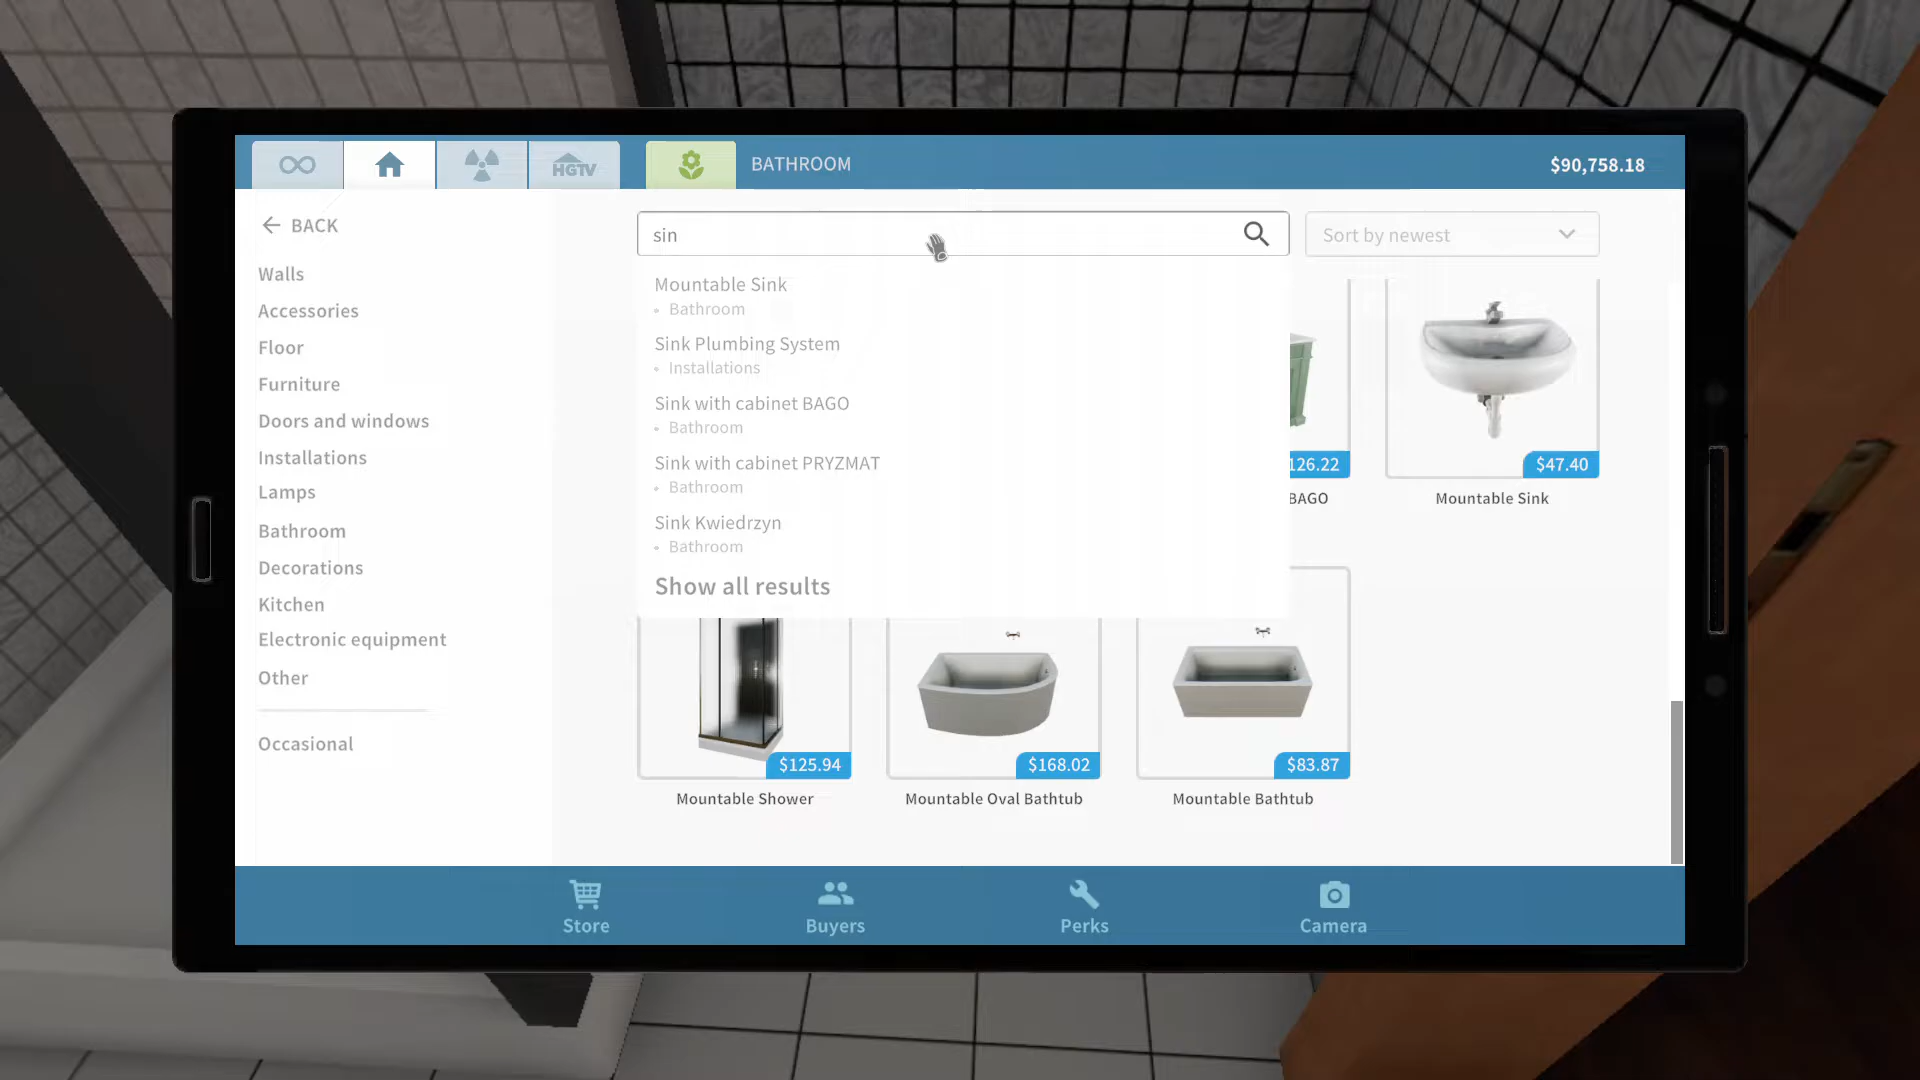 HGTV
BATHROOM
$90,758.18
BACK
sin
Sort by newest
Walls
Accessories
Floor
Furniture
Doors and windows
Installations
Lamps
Bathroom
Decorations
Kitchen
Electronic equipment
Other
Occasional
Mountable Sink
• Bathroom
Sink Plumbing System
• Installations
Sink with cabinet BAGO
• Bathroom
Sink with cabinet PRYZMAT
• Bathroom
Sink Kwiedrzyn
• Bathroom
Show all results
126.22
$47.40
BAGO
Mountable Sink
$125.94
$168.02
$83.87
Mountable Shower
Mountable Oval Bathtub
Mountable Bathtub
Store
Buyers
Perks
Camera